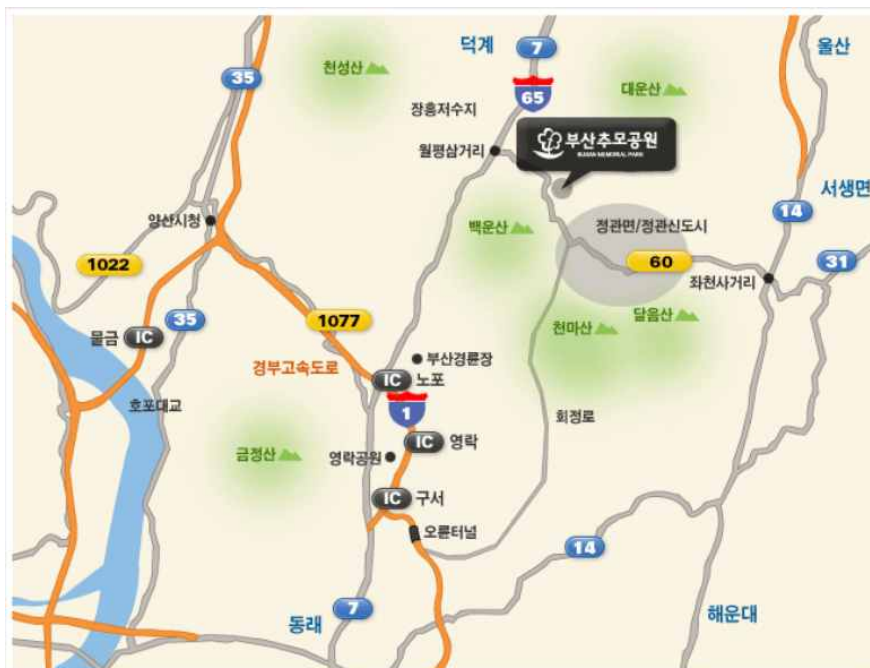 덕계
7
울산
35
천성산
65
대운산
장흥저수지
부산추모공원
BUSAN MEMORIAL PARK
월평삼거리
서생면
14
양산시청
백운산
정관면/정관신도시
1022
60
31
좌천사거리
35
1077
달음산
천마산
물금
IC
부산경륜장
경부고속도로
IC
노포
호포대교
1
회정로
금정산
영락공원
IC
영락
IC
구서
오륜터널
14
7
동래
해운대